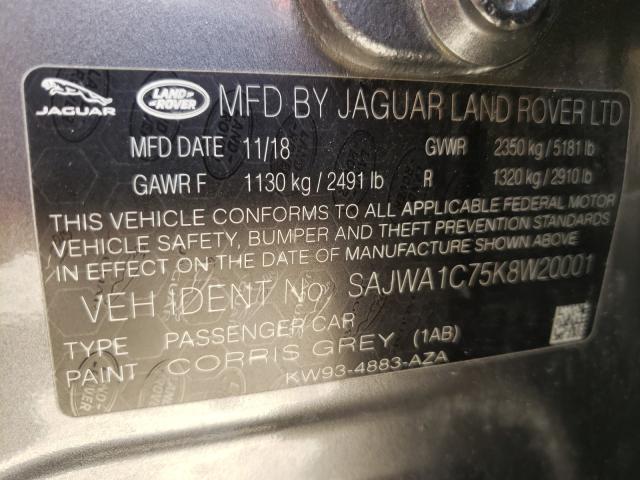 JAGUAR LAND ROVER MFD BY JAGUAR LAND ROVER LTD
MFD DATE 11/18 GVWR 2350 kg / 5181 lb
GAWR F 1130 kg / 2491 lb R 1320 kg / 2910 lb
THIS VEHICLE CONFORMS TO ALL APPLICABLE FEDERAL MOTOR
VEHICLE SAFETY, BUMPER AND THEFT PREVENTION STANDARDS
IN EFFECT ON THE DATE OF MANUFACTURE SHOWN ABOVE
VEH IDENT No. SAJWA1C75K8W20001
TYPE PASSENGER CAR
PAINT CORRIS GREY (1AB)
KW93-4883-AZA